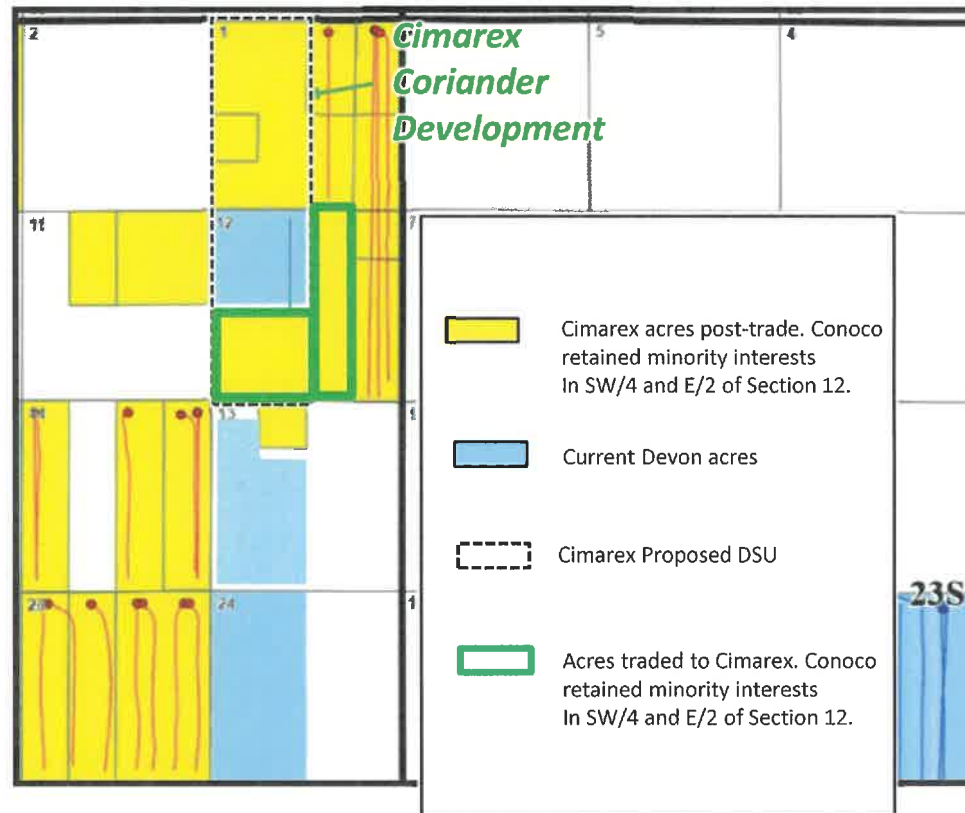 2
1
5
4
Cimarex
Coriander
Development
11
12
7
Cimarex acres post-trade. Conoco
retained minority interests
In SW/4 and E/2 of Section 12.
Current Devon acres
13
Cimarex Proposed DSU
24
23S
Acres traded to Cimarex. Conoco
retained minority interests
In SW/4 and E/2 of Section 12.